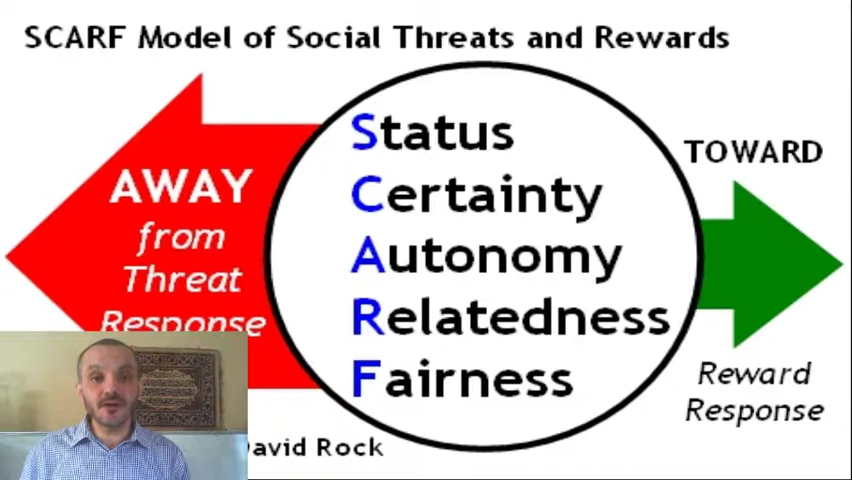 SCARF Model of Social Threats and Rewards
AWAY
from
Threat
Response
Status
Certainty
Autonomy
Relatedness
Fairness
TOWARD
Reward
Response
David Rock